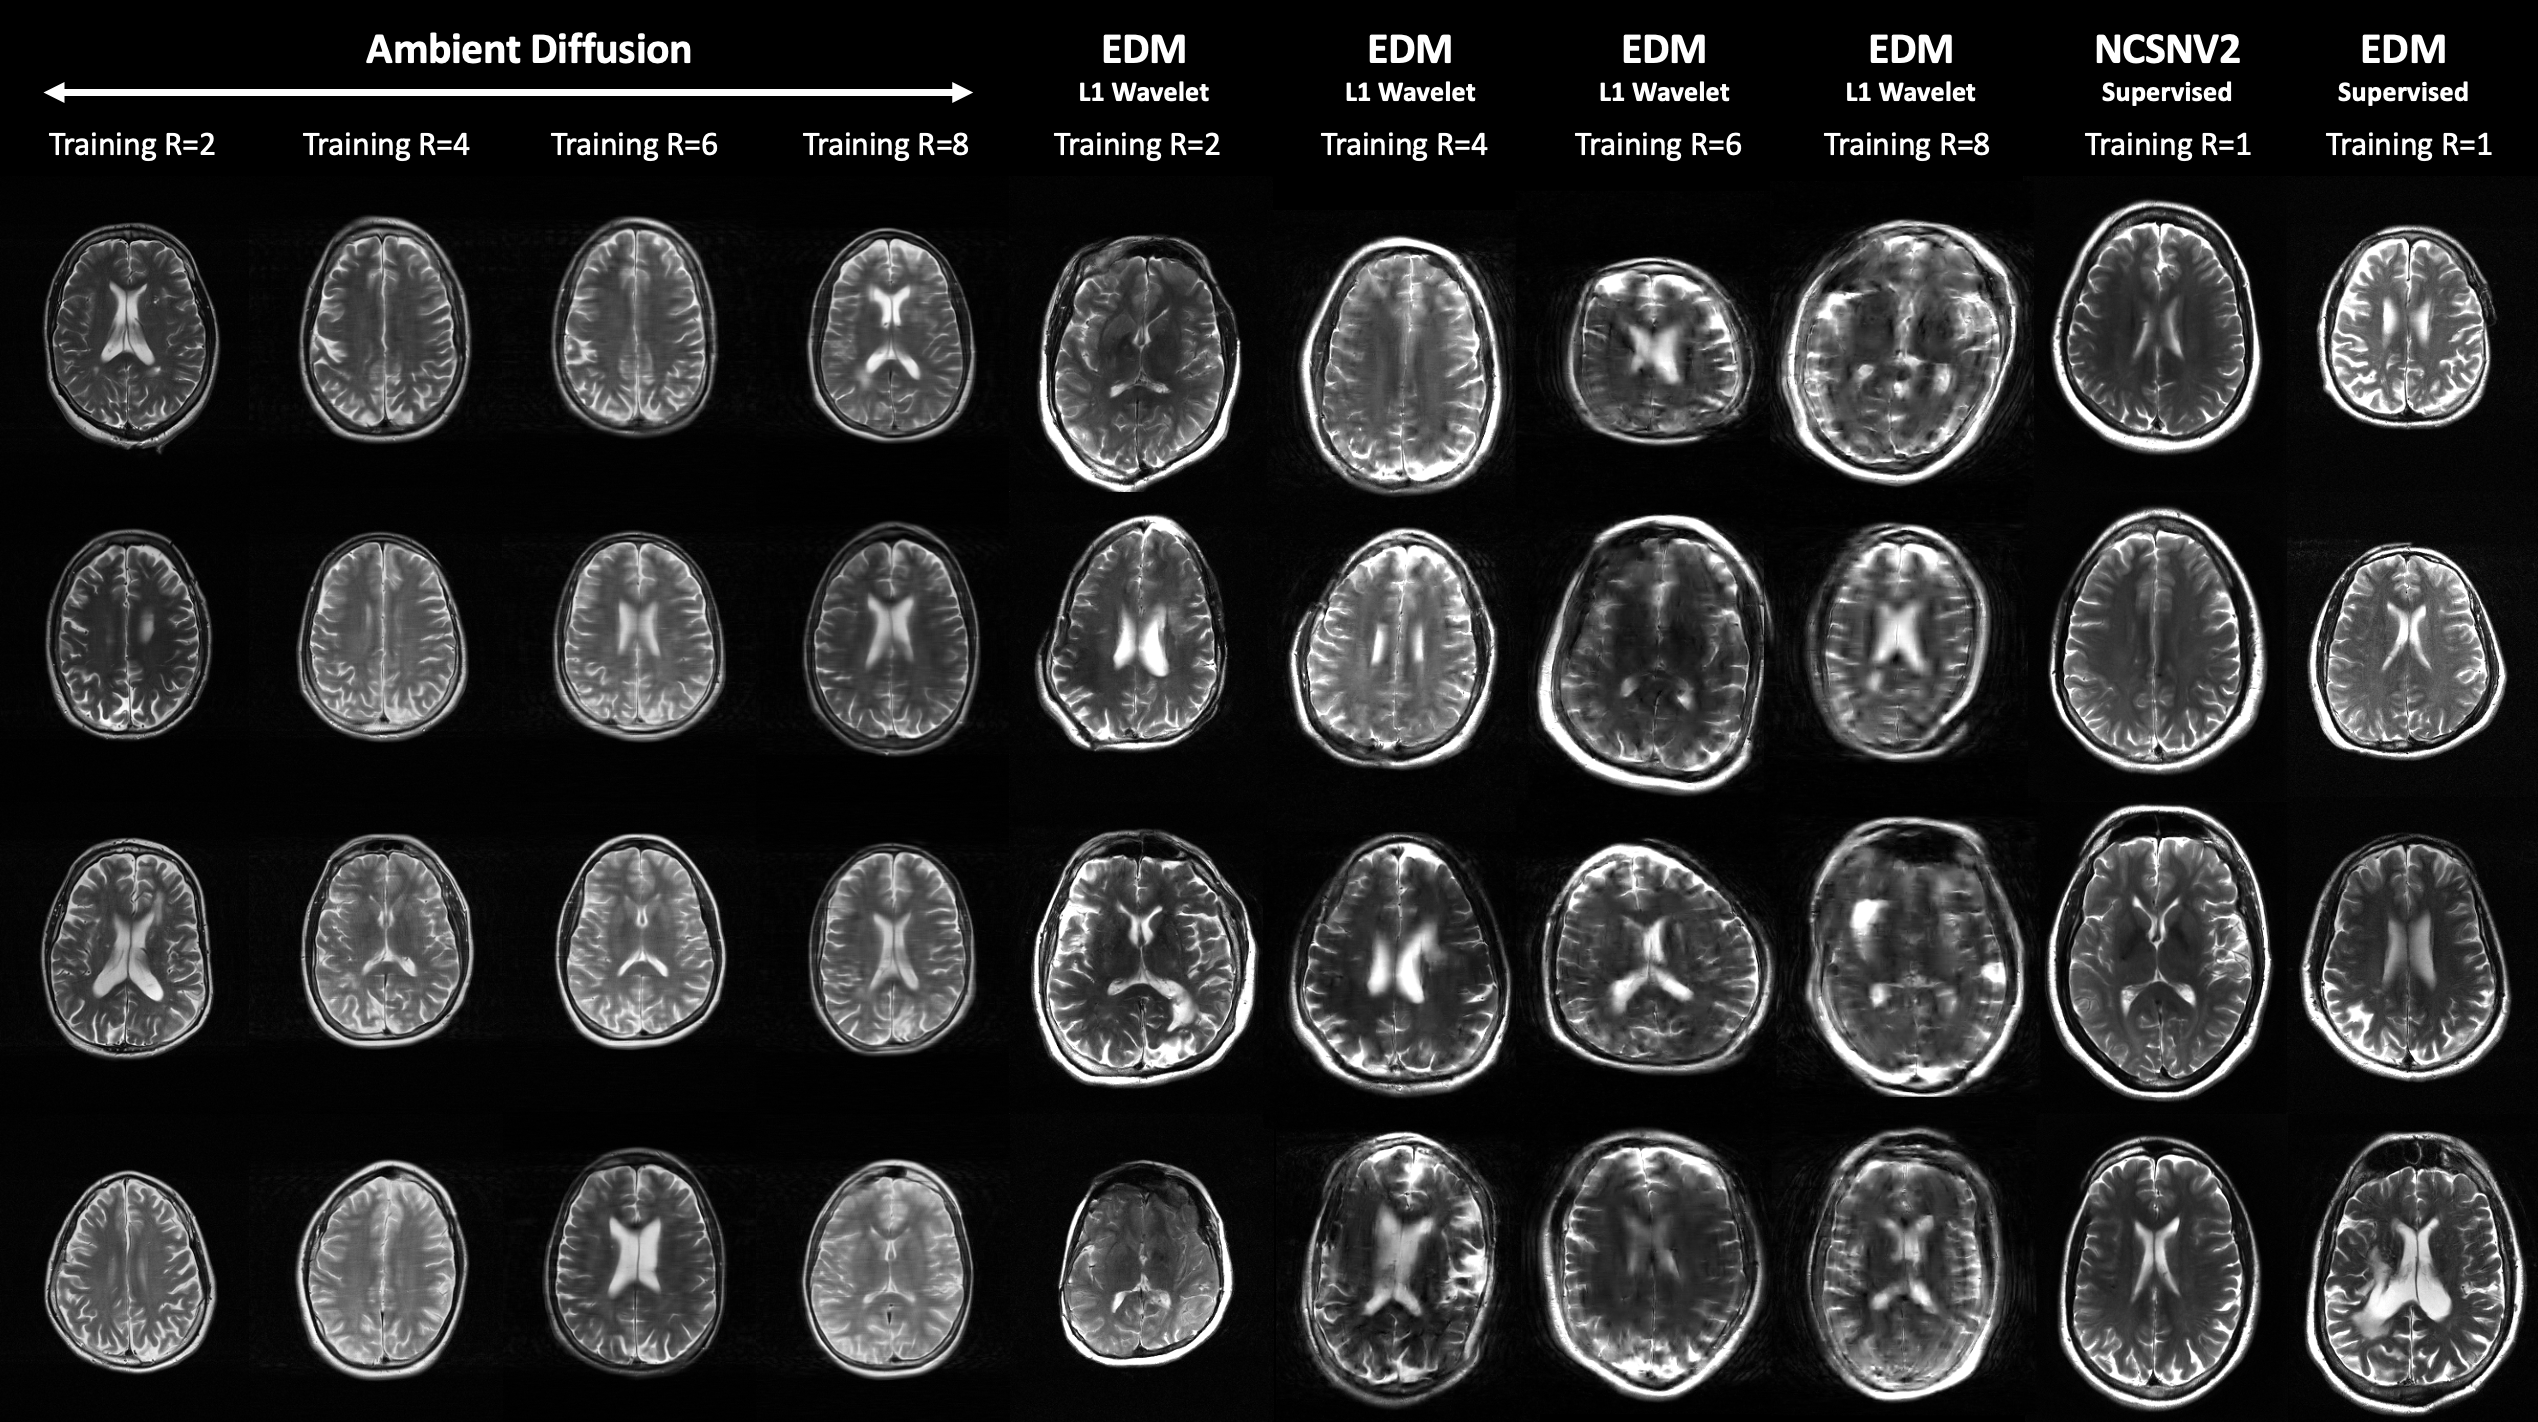 Ambient Diffusion
EDM
EDM
EDM
EDM
NCSNV2
EDM
L1 Wavelet
L1 Wavelet
L1 Wavelet
L1 Wavelet
Supervised
Supervised
Training R=2
Training R=4
Training R=6
Training R=8
Training R=2
Training R=4
Training R=6
Training R=8
Training R=1
Training R=1